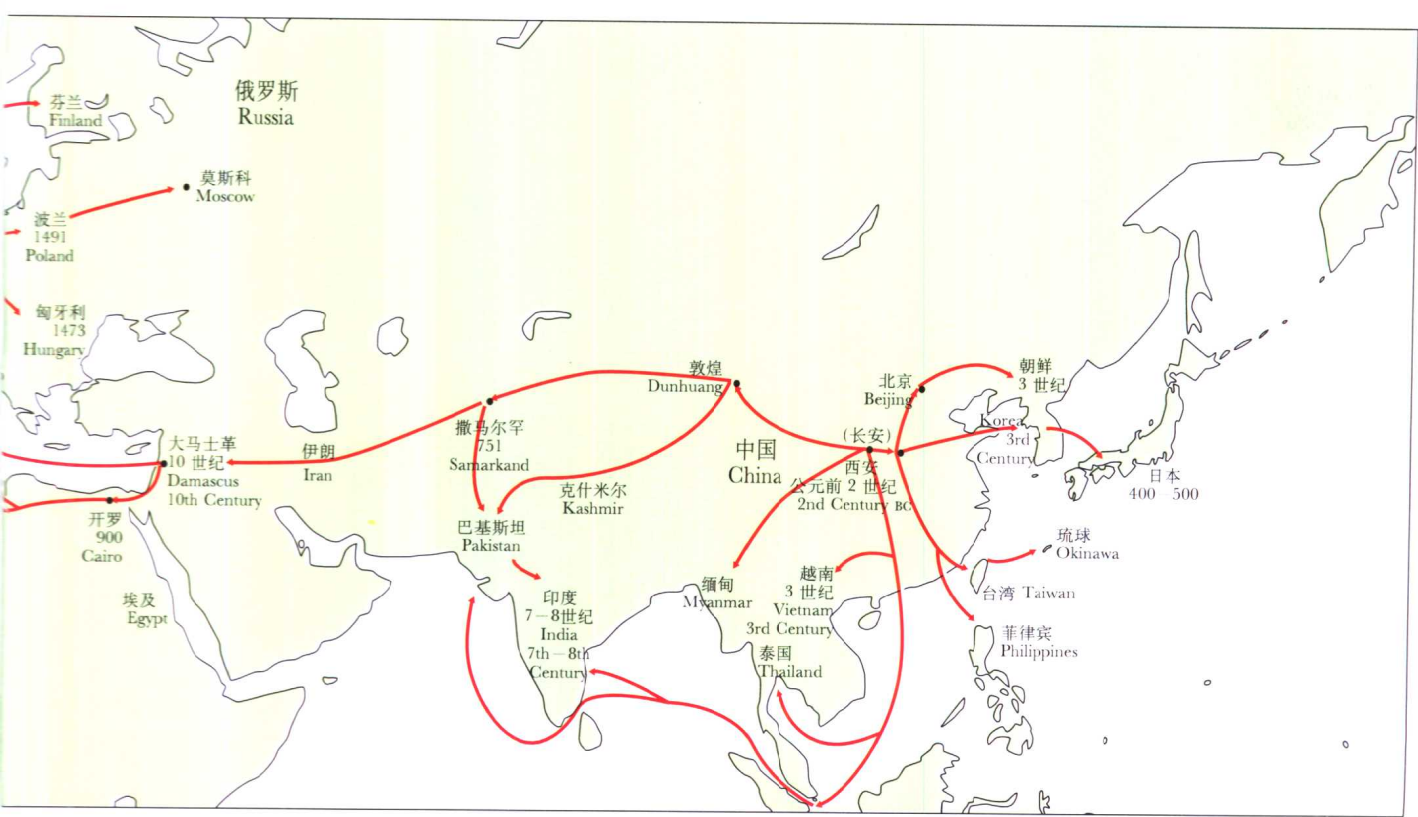 俄罗斯
Russia
芬兰
Finland
莫斯科
Moscow
波兰
1491
Poland
匈牙利
1473
Hungary
敦煌
Dunhuang
北京
Beijing
朝鲜
3 世纪
Korea
3rd
Century
日本
400—500
撒马尔罕
751
Samarkand
大马士革
10 世纪
Damascus
10th Century
伊朗
Iran
中国
China
(长安)
西安
公元前 2 世纪
2nd Century BC
克什米尔
Kashmir
开罗
900
Cairo
巴基斯坦
Pakistan
琉球
Okinawa
埃及
Egypt
印度
7—8世纪
India
7th—8th
Century
缅甸
Myanmar
越南
3 世纪
Vietnam
3rd Century
台湾 Taiwan
泰国
Thailand
菲律宾
Philippines